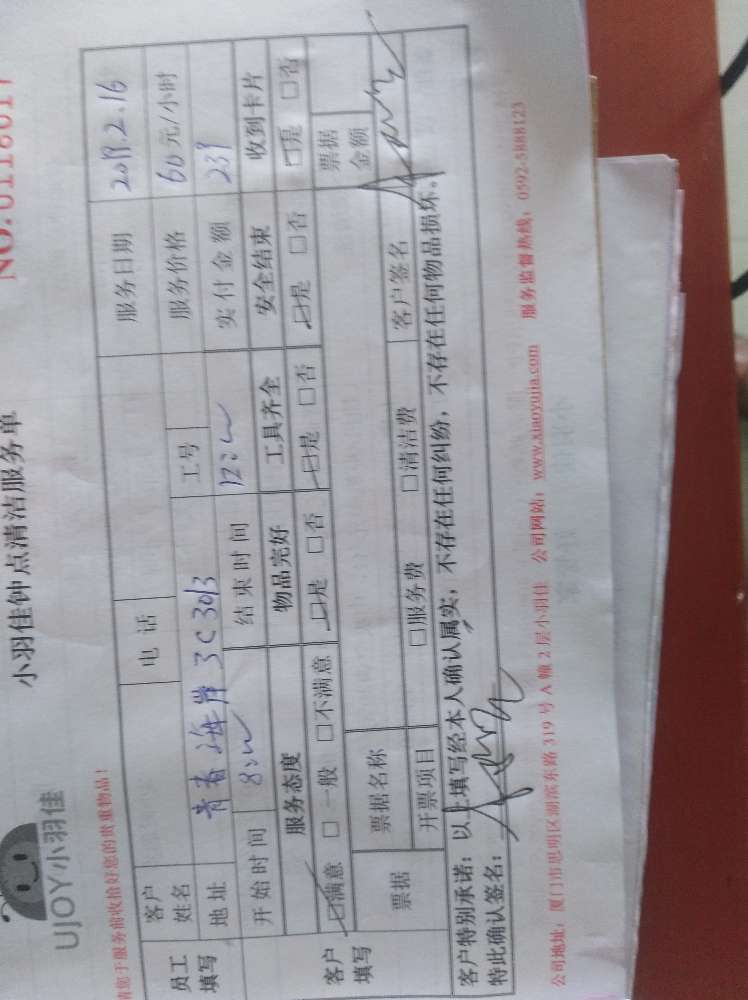 UJOY小羽佳
小羽佳钟点清洁服务单
NO:0118017
请您于服务前收拾好您的贵重物品!
员工填写
客户姓名 电话 服务日期 2019.2.16
地址 青春海岸3C303 工号 服务价格 60元/小时
开始时间 8:00 结束时间 12:00 实付金额 239
客户填写
服务态度 物品完好 工具齐全 安全结束 收到卡片
☑满意 □一般 □不满意 ☑是 □否 ☑是 □否 ☑是 □否 ☑是 □否
票据 票据名称 票据金额
开票项目 □服务费 □清洁费 客户签名
客户特别承诺:以上填写经本人确认属实,不存在任何纠纷,不存在任何物品损坏。
特此确认签名:
公司地址:厦门市思明区湖滨东路319号A幢2层小羽佳 公司网站:www.xiaoyujia.com 服务监督热线:0592-5888123